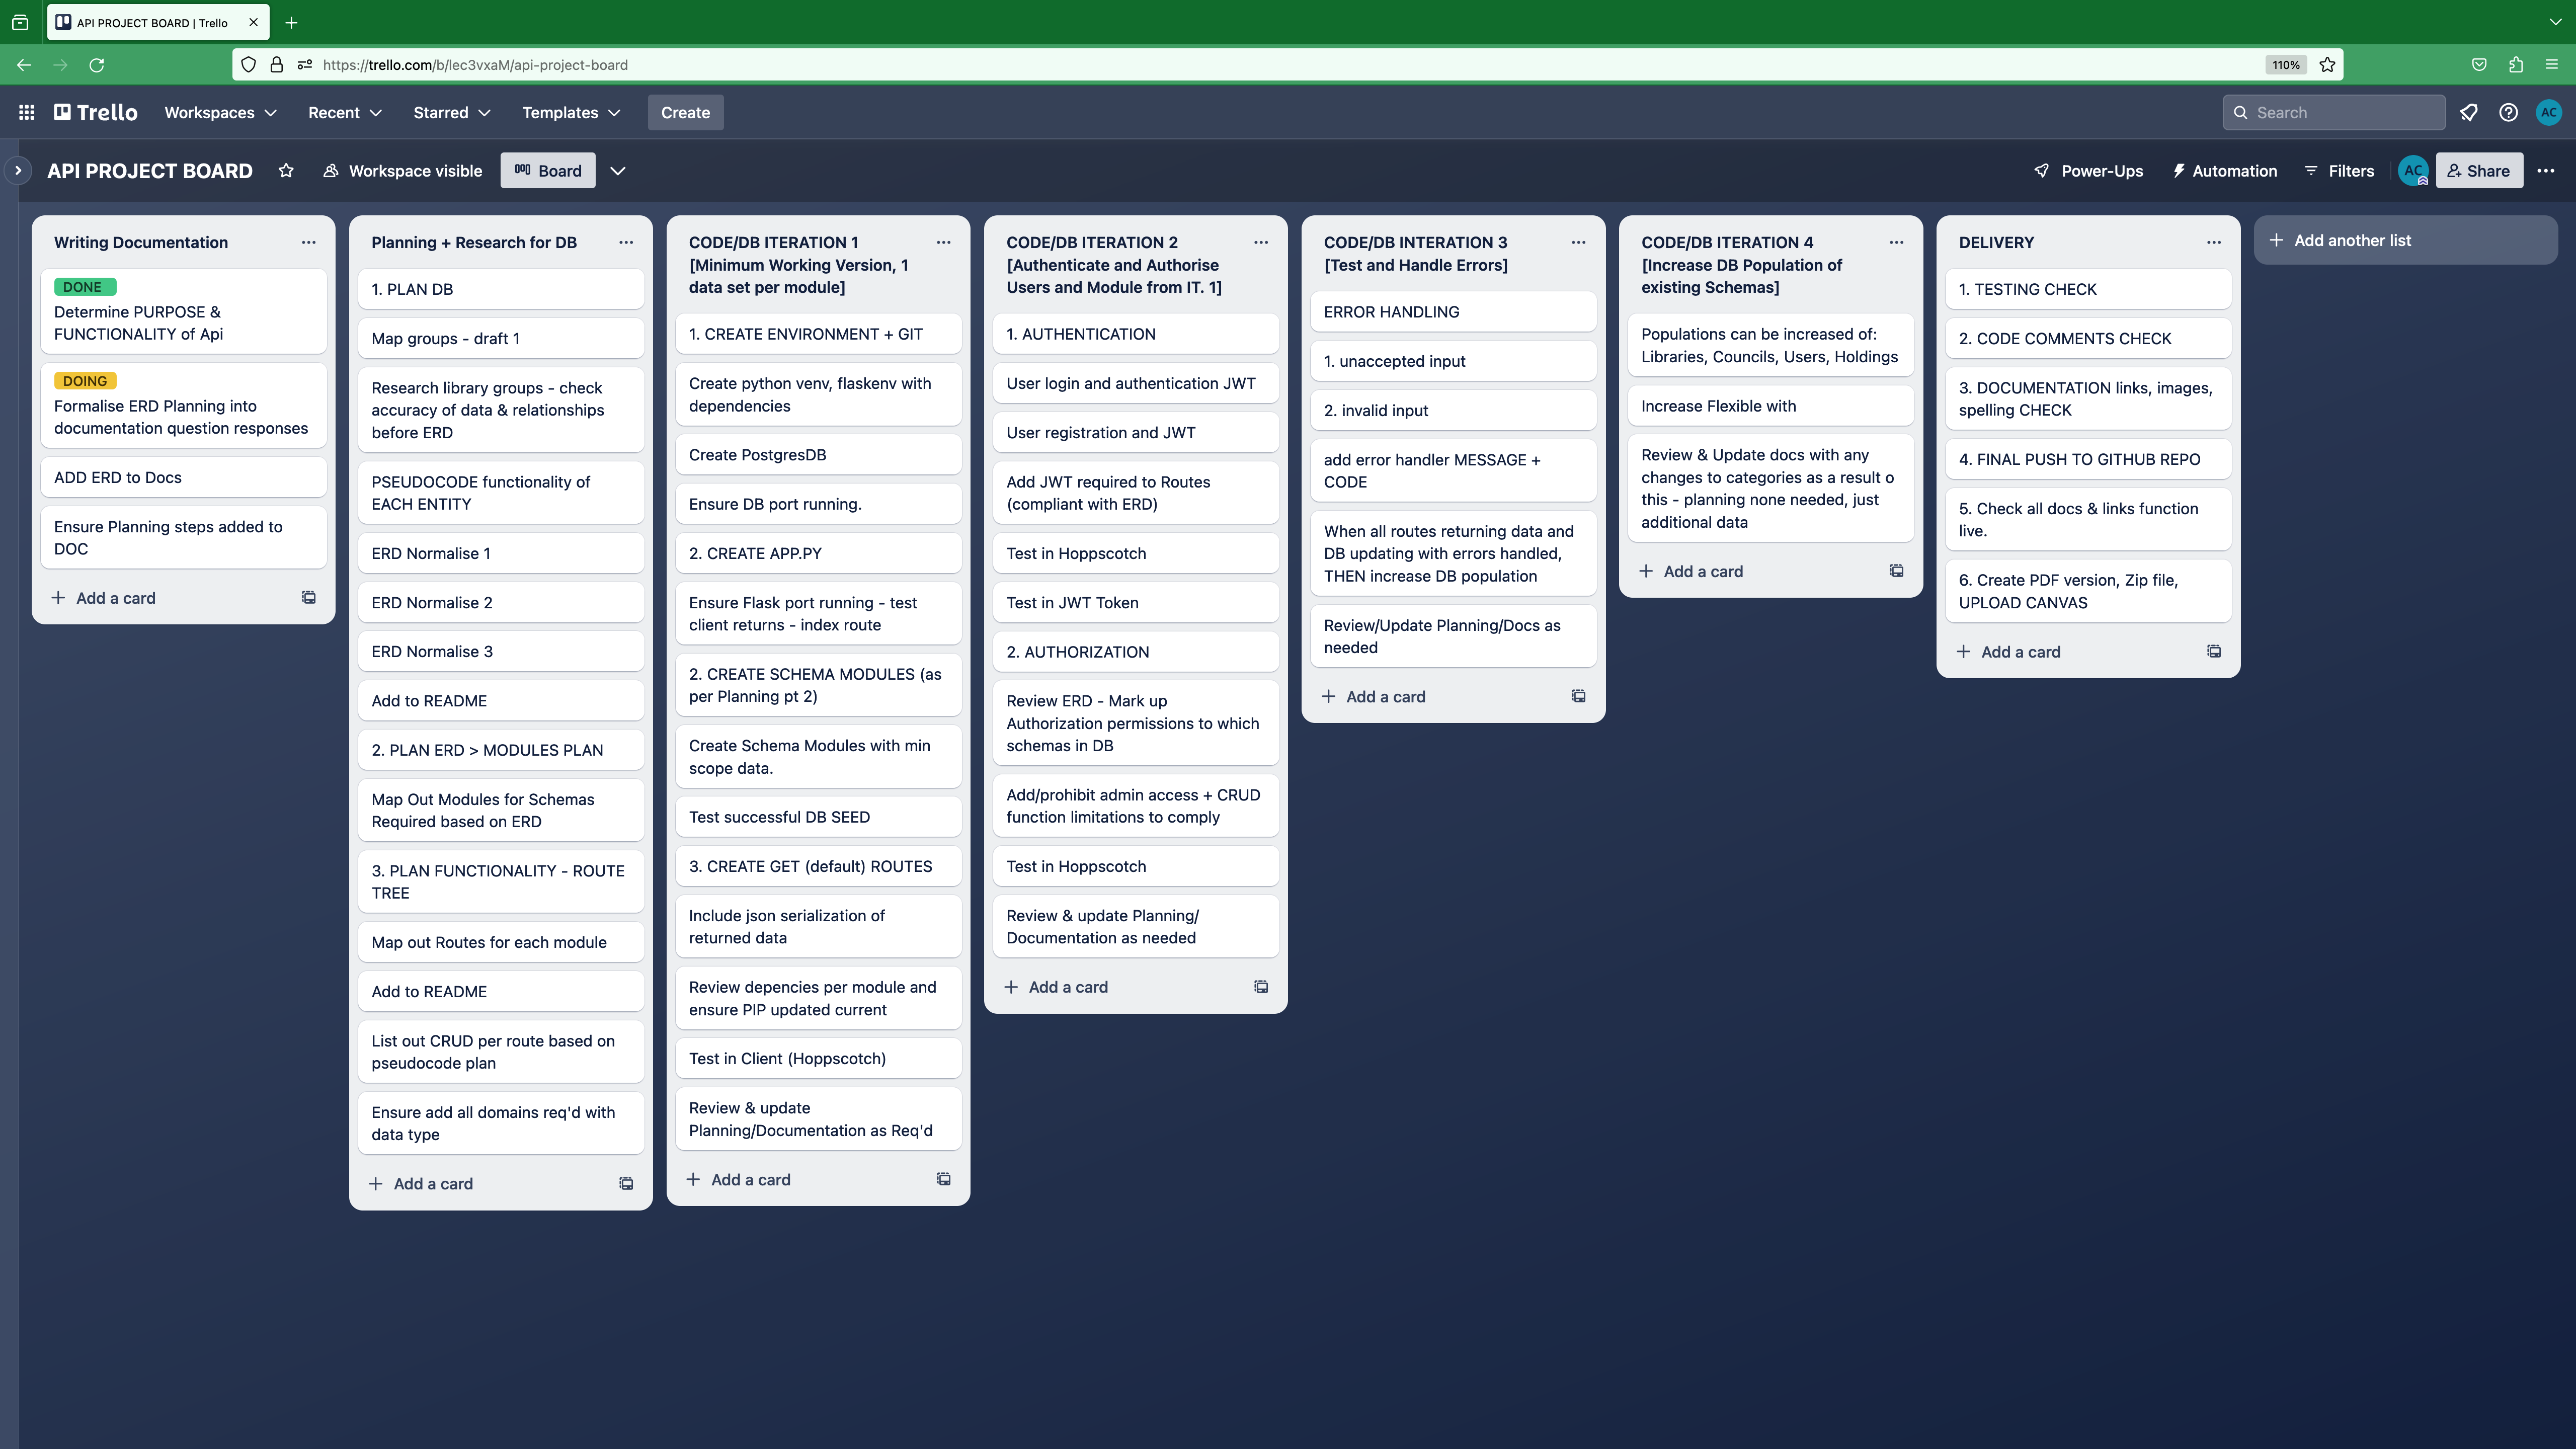 API PROJECT BOARD | Trello
https://trello.com/b/lec3vxaM/api-project-board
110%
Trello
Workspaces
Recent
Starred
Templates
Create
Search
AC
API PROJECT BOARD
Workspace visible
Board
Power-Ups
Automation
Filters
AC
Share
Writing Documentation
DONE
Determine PURPOSE &
FUNCTIONALITY of Api
DOING
Formalise ERD Planning into
documentation question responses
ADD ERD to Docs
Ensure Planning steps added to
DOC
Add a card
Planning + Research for DB
1. PLAN DB
Map groups - draft 1
Research library groups - check
accuracy of data & relationships
before ERD
PSEUDOCODE functionality of
EACH ENTITY
ERD Normalise 1
ERD Normalise 2
ERD Normalise 3
Add to README
2. PLAN ERD > MODULES PLAN
Map Out Modules for Schemas
Required based on ERD
3. PLAN FUNCTIONALITY - ROUTE
TREE
Map out Routes for each module
Add to README
List out CRUD per route based on
pseudocode plan
Ensure add all domains req'd with
data type
Add a card
CODE/DB ITERATION 1
[Minimum Working Version, 1
data set per module]
1. CREATE ENVIRONMENT + GIT
Create python venv, flaskenv with
dependencies
Create PostgresDB
Ensure DB port running.
2. CREATE APP.PY
Ensure Flask port running - test
client returns - index route
2. CREATE SCHEMA MODULES (as
per Planning pt 2)
Create Schema Modules with min
scope data.
Test successful DB SEED
3. CREATE GET (default) ROUTES
Include json serialization of
returned data
Review depencies per module and
ensure PIP updated current
Test in Client (Hoppscotch)
Review & update
Planning/Documentation as Req'd
Add a card
CODE/DB ITERATION 2
[Authenticate and Authorise
Users and Module from IT. 1]
1. AUTHENTICATION
User login and authentication JWT
User registration and JWT
Add JWT required to Routes
(compliant with ERD)
Test in Hoppscotch
Test in JWT Token
2. AUTHORIZATION
Review ERD - Mark up
Authorization permissions to which
schemas in DB
Add/prohibit admin access + CRUD
function limitations to comply
Test in Hoppscotch
Review & update Planning/
Documentation as needed
Add a card
CODE/DB INTERATION 3
[Test and Handle Errors]
ERROR HANDLING
1. unaccepted input
2. invalid input
add error handler MESSAGE +
CODE
When all routes returning data and
DB updating with errors handled,
THEN increase DB population
Review/Update Planning/Docs as
needed
Add a card
CODE/DB ITERATION 4
[Increase DB Population of
existing Schemas]
Populations can be increased of:
Libraries, Councils, Users, Holdings
Increase Flexible with
Review & Update docs with any
changes to categories as a result o
this - planning none needed, just
additional data
Add a card
DELIVERY
1. TESTING CHECK
2. CODE COMMENTS CHECK
3. DOCUMENTATION links, images,
spelling CHECK
4. FINAL PUSH TO GITHUB REPO
5. Check all docs & links function
live.
6. Create PDF version, Zip file,
UPLOAD CANVAS
Add a card
Add another list